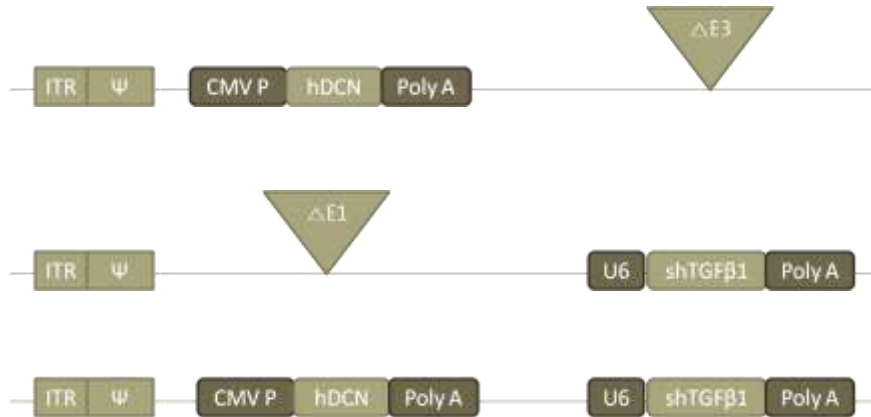 △E3
ITR Ψ CMV P hDCN Poly A
△E1
ITR Ψ U6 shTGFβ1 Poly A
ITR Ψ CMV P hDCN Poly A U6 shTGFβ1 Poly A